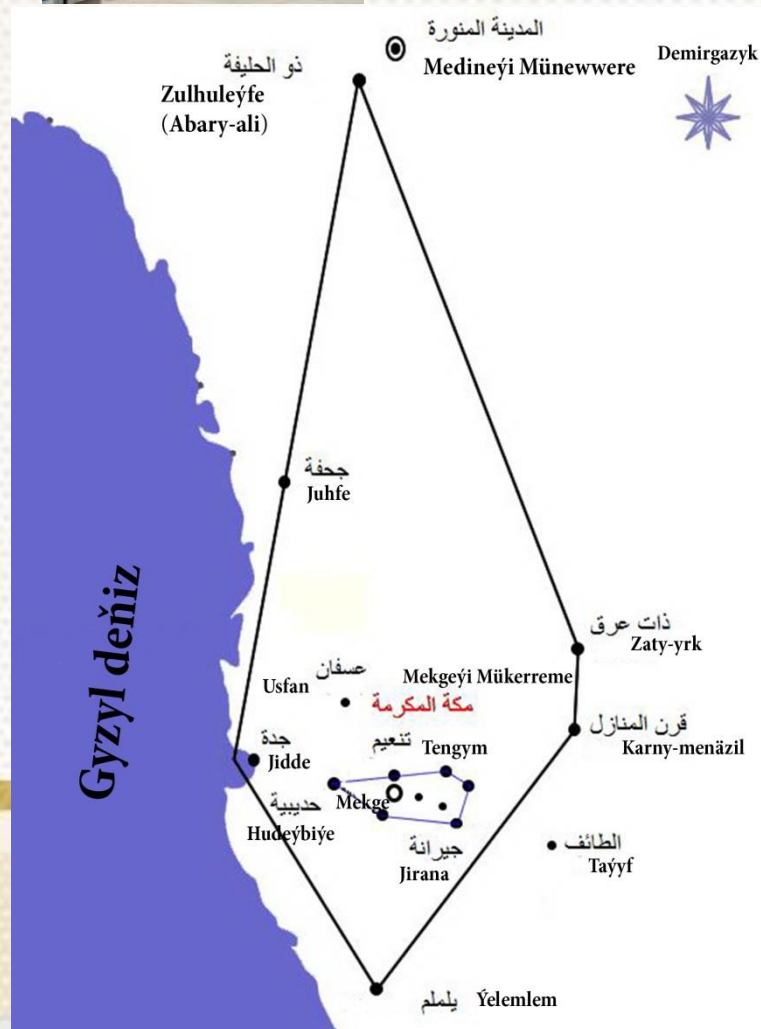 المدينة المنورة
Medineýi Münewwere
Demirgazyk
ذو الحليفة
Zulhuleýfe
(Abary-ali)
جحفة
Juhfe
Gyzyl deňiz
ذات عرق
Zaty-yrk
عسفان
Usfan
Mekgeýi Mükerreme
مكة المكرمة
قرن المنازل
Karny-menäzil
جدة
Jidde
تنعيم
Tengym
حديبية
Hudeýbiýe
Mekge
جيرانة
Jirana
الطائف
Taýyf
يلملم
Ýelemlem